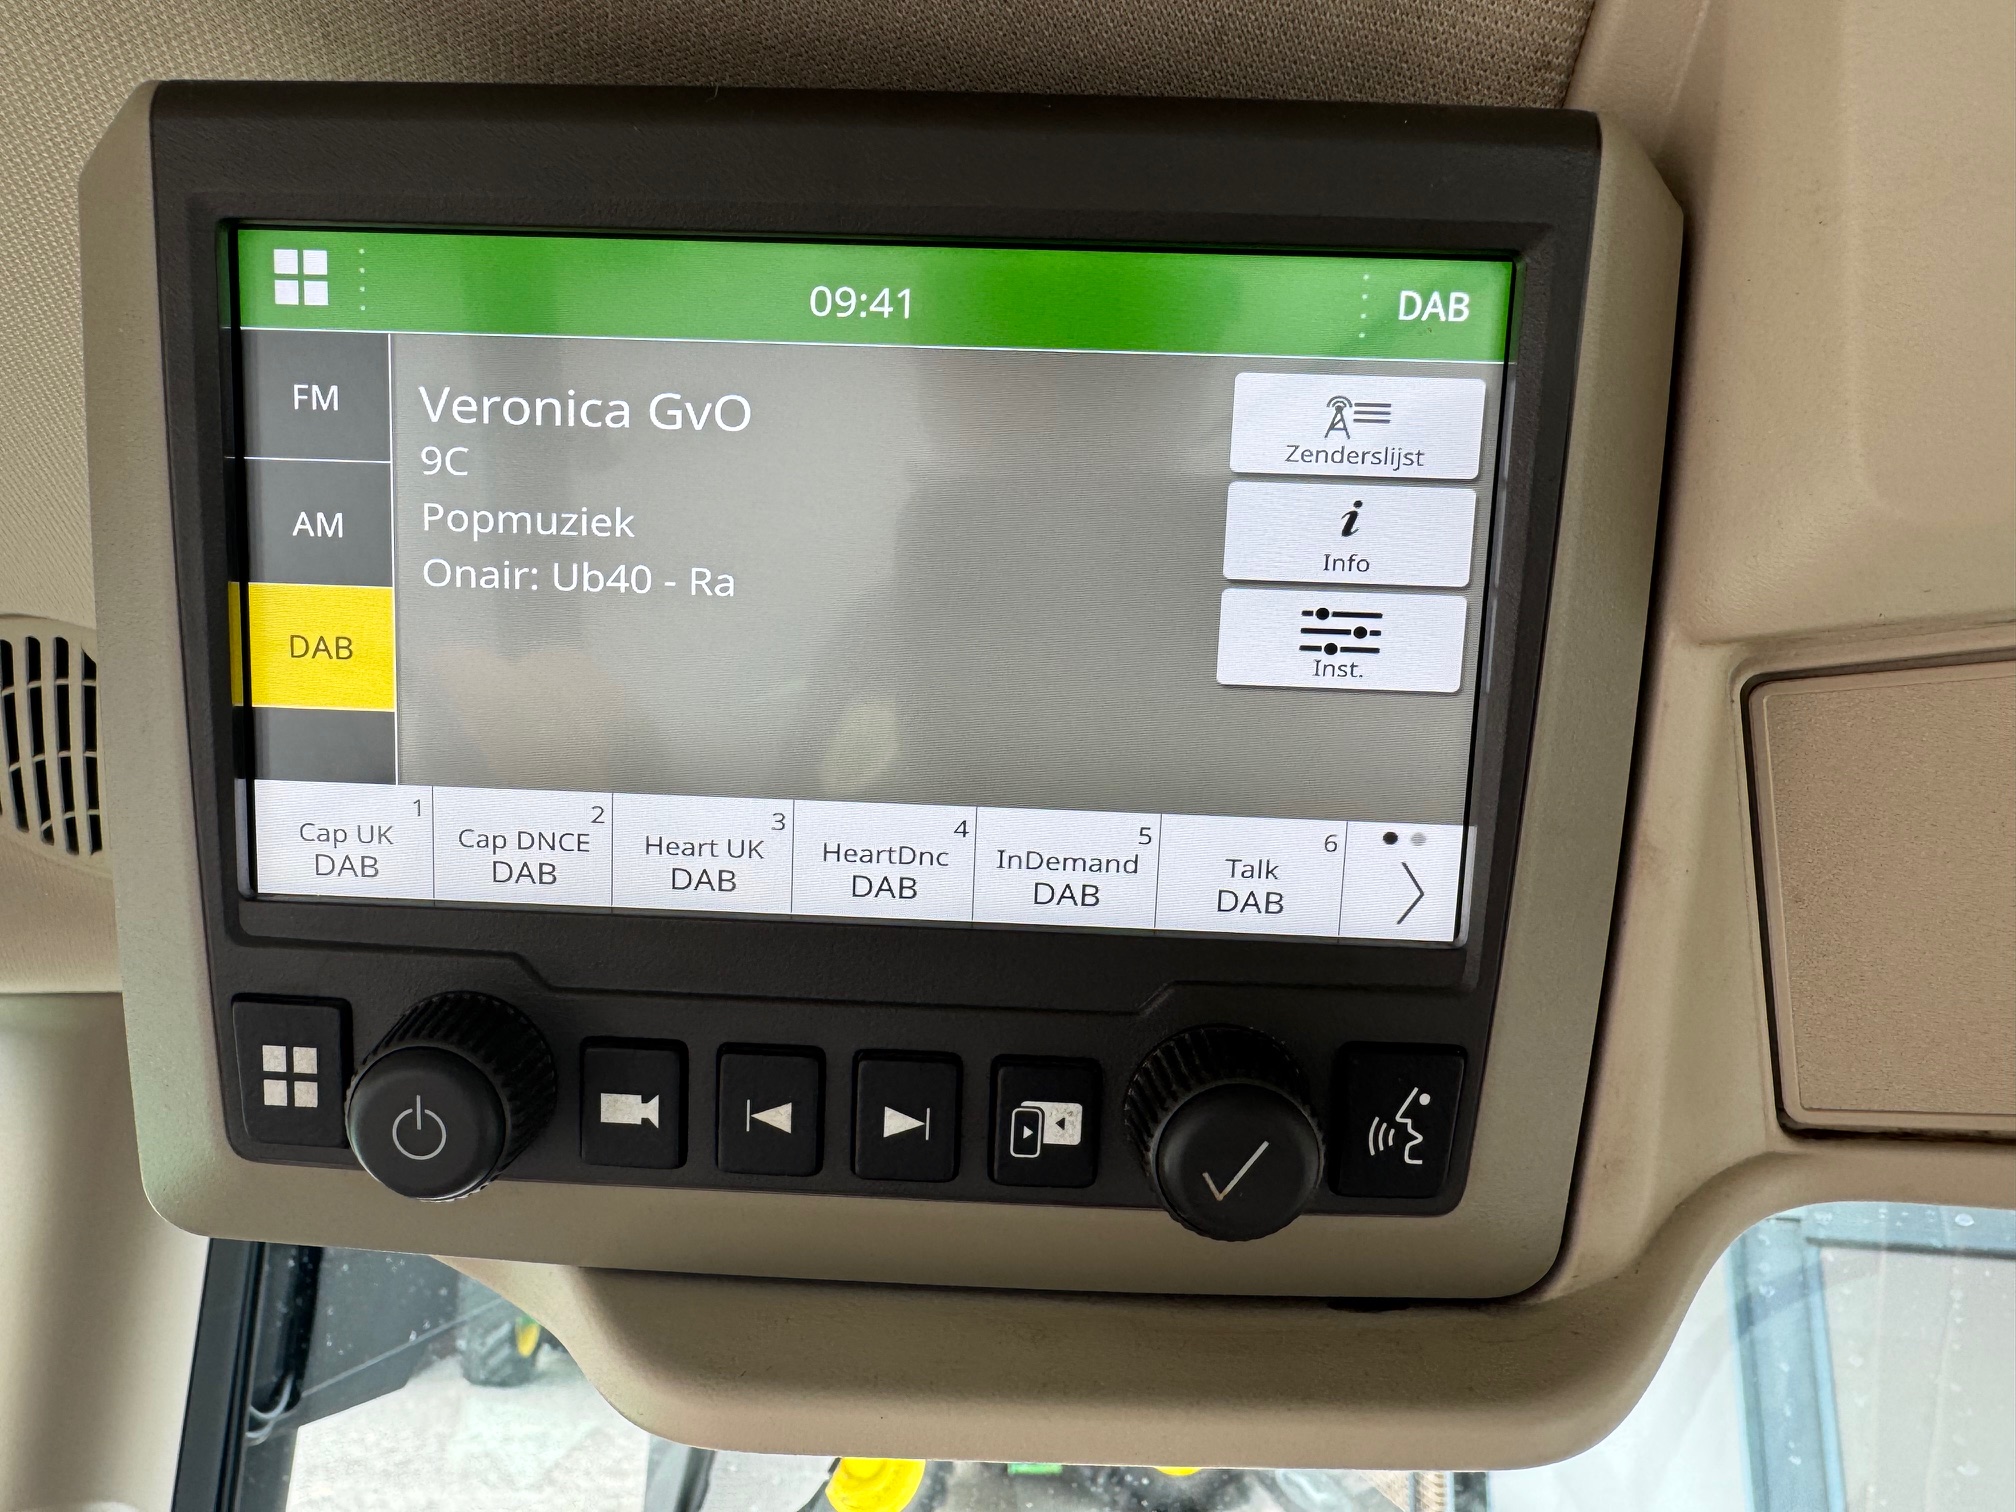 09:41
DAB
FM
AM
DAB
Veronica GvO
9C
Popmuziek
Onair: Ub40 - Ra
Zenderslijst
i
Info
Inst.
1
Cap UK
DAB
2
Cap DNCE
DAB
3
Heart UK
DAB
4
HeartDnc
DAB
5
InDemand
DAB
6
Talk
DAB